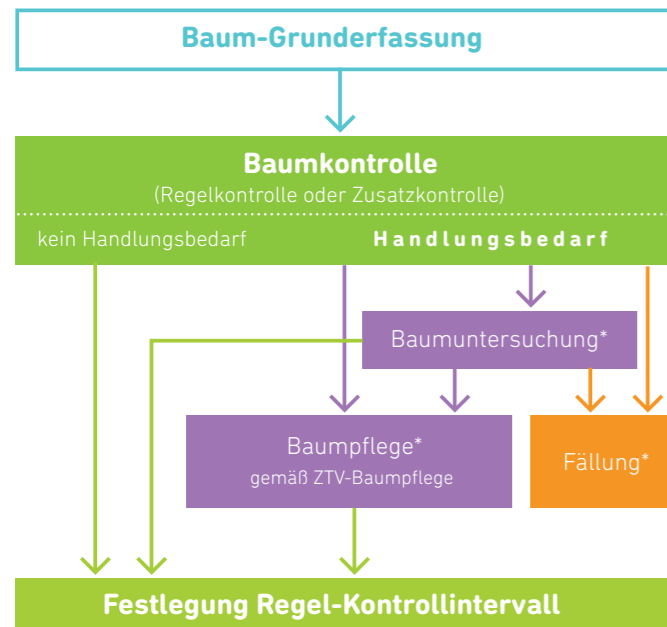 Baum-Grunderfassung
Baumkontrolle
(Regelkontrolle oder Zusatzkontrolle)
kein Handlungsbedarf
Handlungsbedarf
Baumuntersuchung*
Baumpflege*
gemäß ZTV-Baumpflege
Fällung*
Festlegung Regel-Kontrollintervall